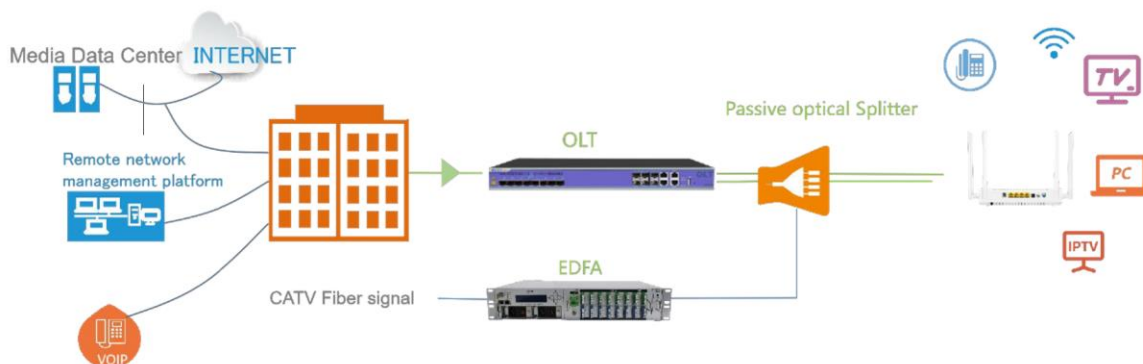 Media Data Center
INTERNET
Remote network
management platform
VOIP
OLT
OLT
CATV Fiber signal
EDFA
Passive optical Splitter
TV
PC
IPTV